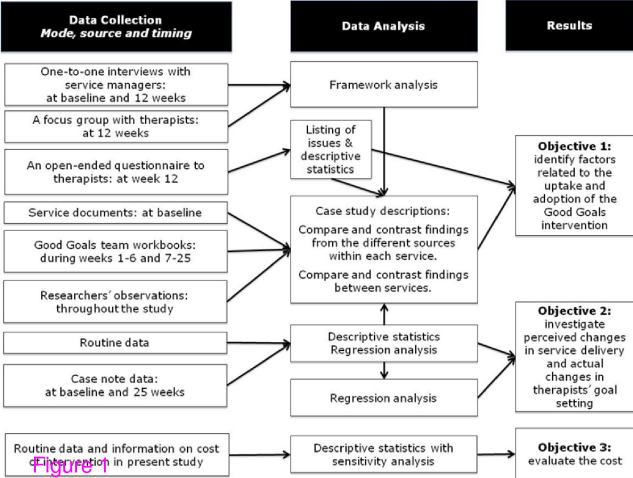 Data Collection
Mode, source and timing
One-to-one interviews with
service managers:
at baseline and 12 weeks
A focus group with therapists:
at 12 weeks
An open-ended questionnaire to
therapists: at week 12
Service documents: at baseline
Good Goals team workbooks:
during weeks 1-6 and 7-25
Researchers' observations:
throughout the study
Routine data
Case note data:
at baseline and 25 weeks
Routine data and information on cost
of intervention in present study
Figure 1
Data Analysis
Framework analysis
Listing of
issues &
descriptive
statistics
Case study descriptions:
Compare and contrast findings
from the different sources
within each service.
Compare and contrast findings
between services.
Descriptive statistics
Regression analysis
Regression analysis
Descriptive statistics with
sensitivity analysis
Results
Objective 1:
identify factors
related to the
uptake and
adoption of the
Good Goals
intervention
Objective 2:
investigate
perceived changes
in service delivery
and actual
changes in
therapists' goal
setting
Objective 3:
evaluate the cost